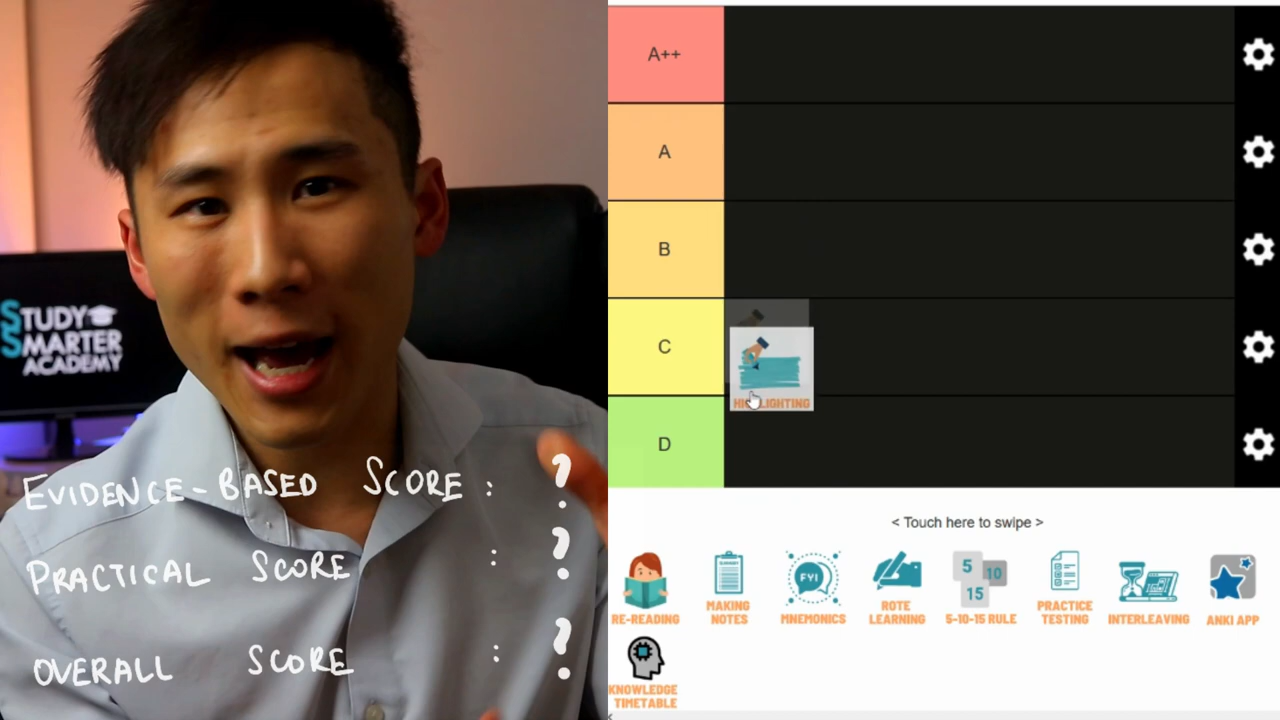 STUDY
SMARTER
ACADEMY
EVIDENCE-BASED SCORE: ?
PRACTICAL SCORE : ?
OVERALL SCORE : ?
A++
A
B
C
D
HIGHLIGHTING
< Touch here to swipe >
RE-READING
MAKING
NOTES
FYI
MNEMONICS
ROTE
LEARNING
5
10
15
5-10-15 RULE
PRACTICE
TESTING
INTERLEAVING
ANKI APP
KNOWLEDGE
TIMETABLE